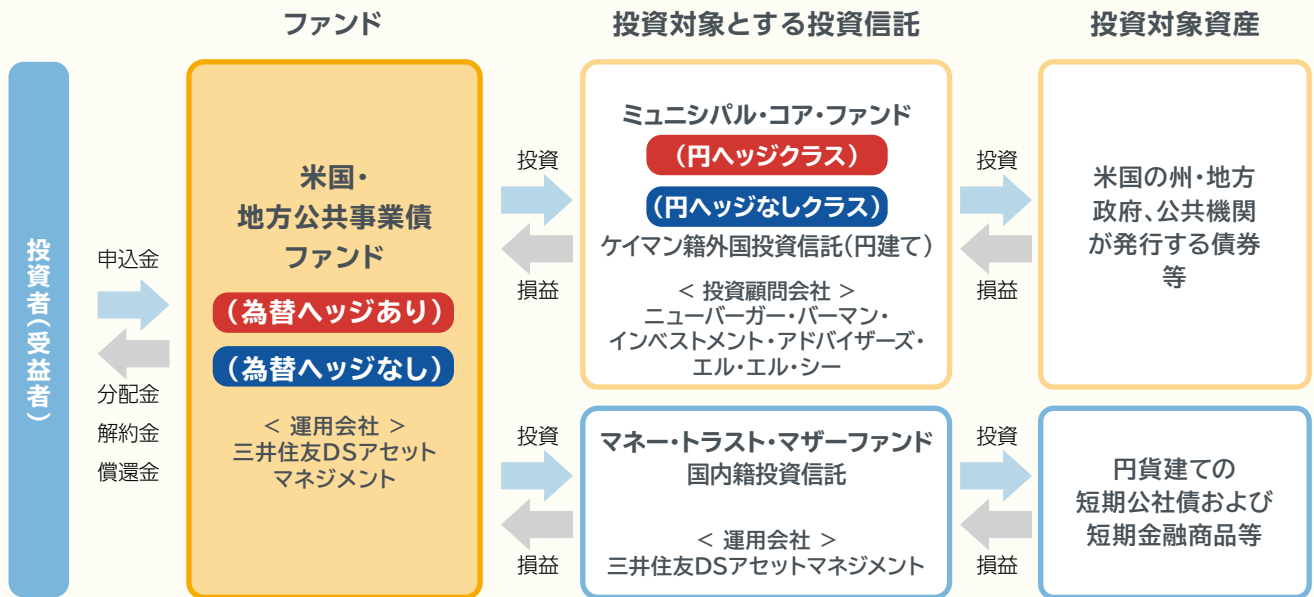 ファンド
投資対象とする投資信託
投資対象資産
投資者(受益者)
申込金
分配金
解約金
償還金
米国・
地方公共事業債
ファンド
(為替ヘッジあり)
(為替ヘッジなし)
< 運用会社 >
三井住友DSアセット
マネジメント
投資
損益
ミュニシパル・コア・ファンド
(円ヘッジクラス)
(円ヘッジなしクラス)
ケイマン籍外国投資信託(円建て)
< 投資顧問会社 >
ニューバーガー・バーマン・
インベストメント・アドバイザーズ・
エル・エル・シー
投資
損益
米国の州・地方
政府、公共機関
が発行する債券
等
投資
損益
マネー・トラスト・マザーファンド
国内籍投資信託
< 運用会社 >
三井住友DSアセットマネジメント
投資
損益
円貨建ての
短期公社債および
短期金融商品等